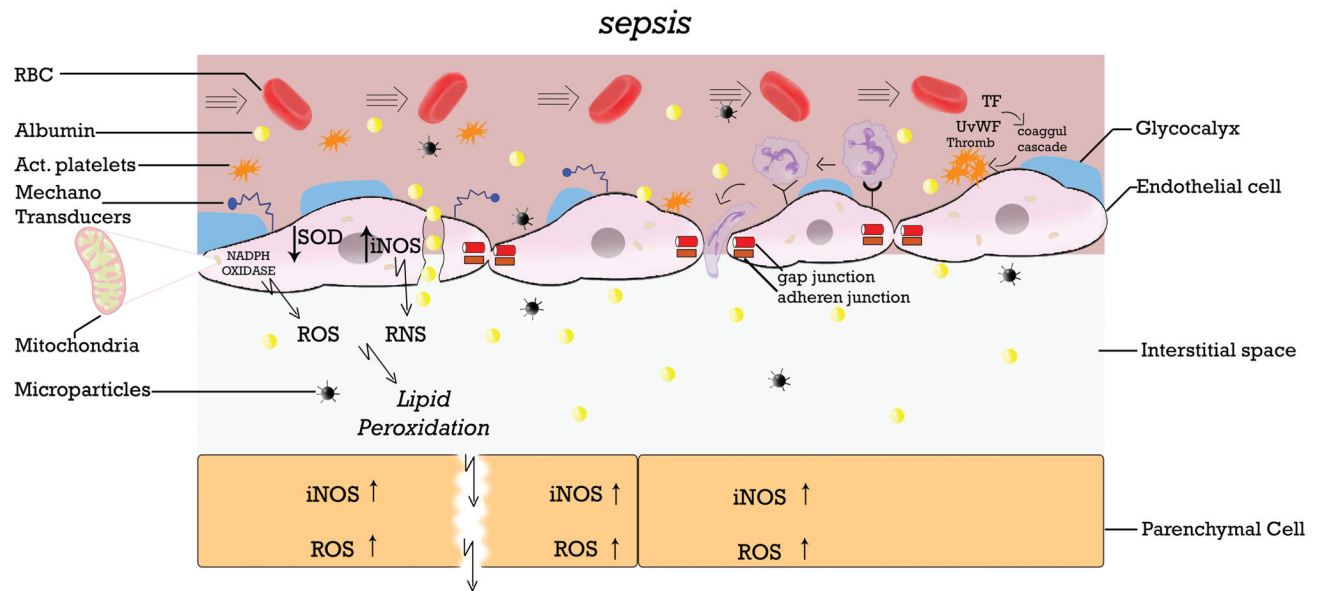 sepsis
RBC
Albumin
Act. platelets
Mechano
Transducers
Mitochondria
Microparticles
TF
UvWF
Thromb
coaggul
cascade
Glycocalyx
Endothelial cell
SOD
iNOS
NADPH
OXIDASE
gap junction
adheren junction
ROS
RNS
Interstitial space
Lipid
Peroxidation
iNOS ↑
iNOS ↑
iNOS ↑
ROS ↑
ROS ↑
ROS ↑
Parenchymal Cell